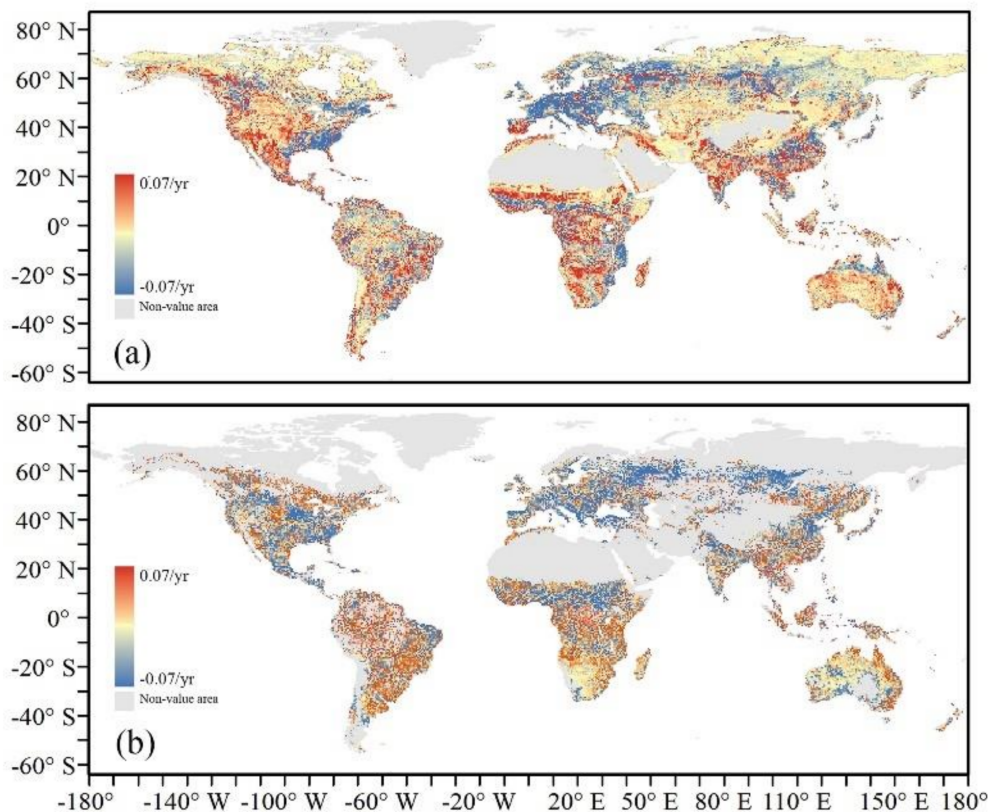 80° N
60° N
40° N
20° N
0°
-20° S
-40° S
-60° S
0.07/yr
-0.07/yr
Non-value area
(a)
80° N
60° N
40° N
20° N
0°
-20° S
-40° S
-60° S
0.07/yr
-0.07/yr
Non-value area
(b)
-180° -140° W -100° W -60° W -20° W 20° E 50° E 80° E 110° E 150° E 180°